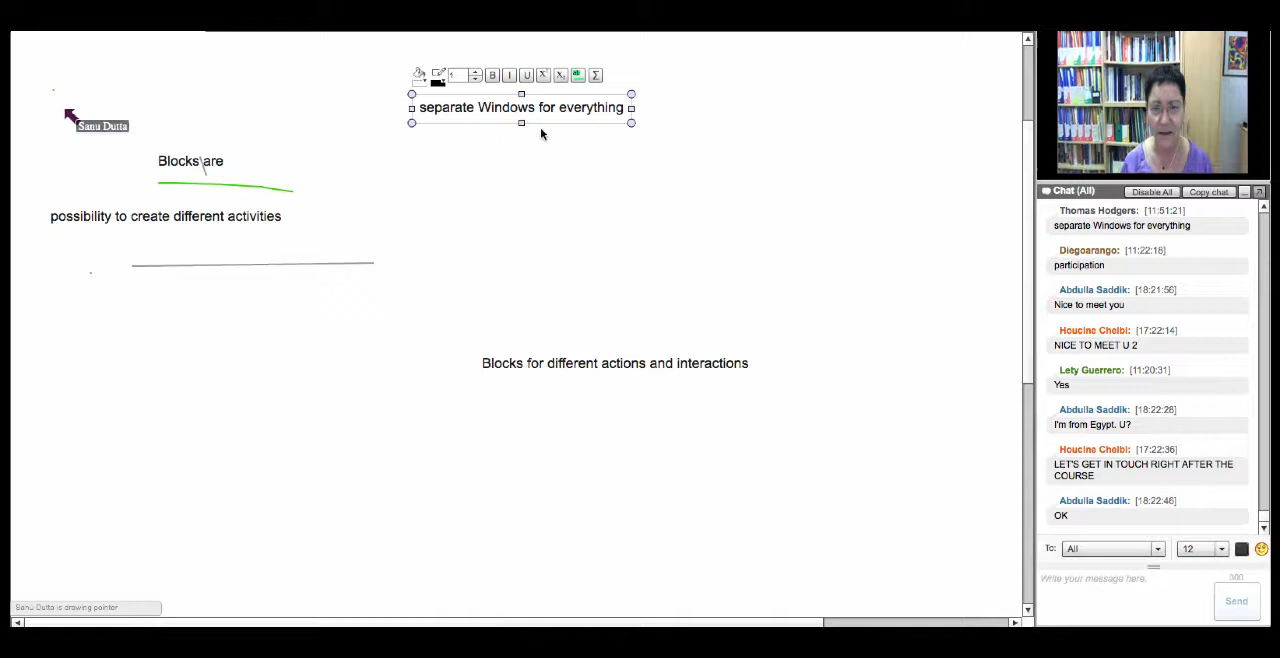 1
B I U X² X₂ ab Σ
separate Windows for everything
Sanu Dutta
Blocks are
possibility to create different activities
Blocks for different actions and interactions
Sanu Dutta is drawing pointer
Chat (All)
Disable All
Copy chat
Thomas Hodgers: [11:51:21]
separate Windows for everything
Diegoarango: [11:22:18]
participation
Abdulla Saddik: [18:21:56]
Nice to meet you
Houcine Chelbi: [17:22:14]
NICE TO MEET U 2
Lety Guerrero: [11:20:31]
Yes
Abdulla Saddik: [18:22:28]
I'm from Egypt. U?
Houcine Chelbi: [17:22:36]
LET'S GET IN TOUCH RIGHT AFTER THE
COURSE
Abdulla Saddik: [18:22:46]
OK
To: All 12
Write your message here.
300
Send